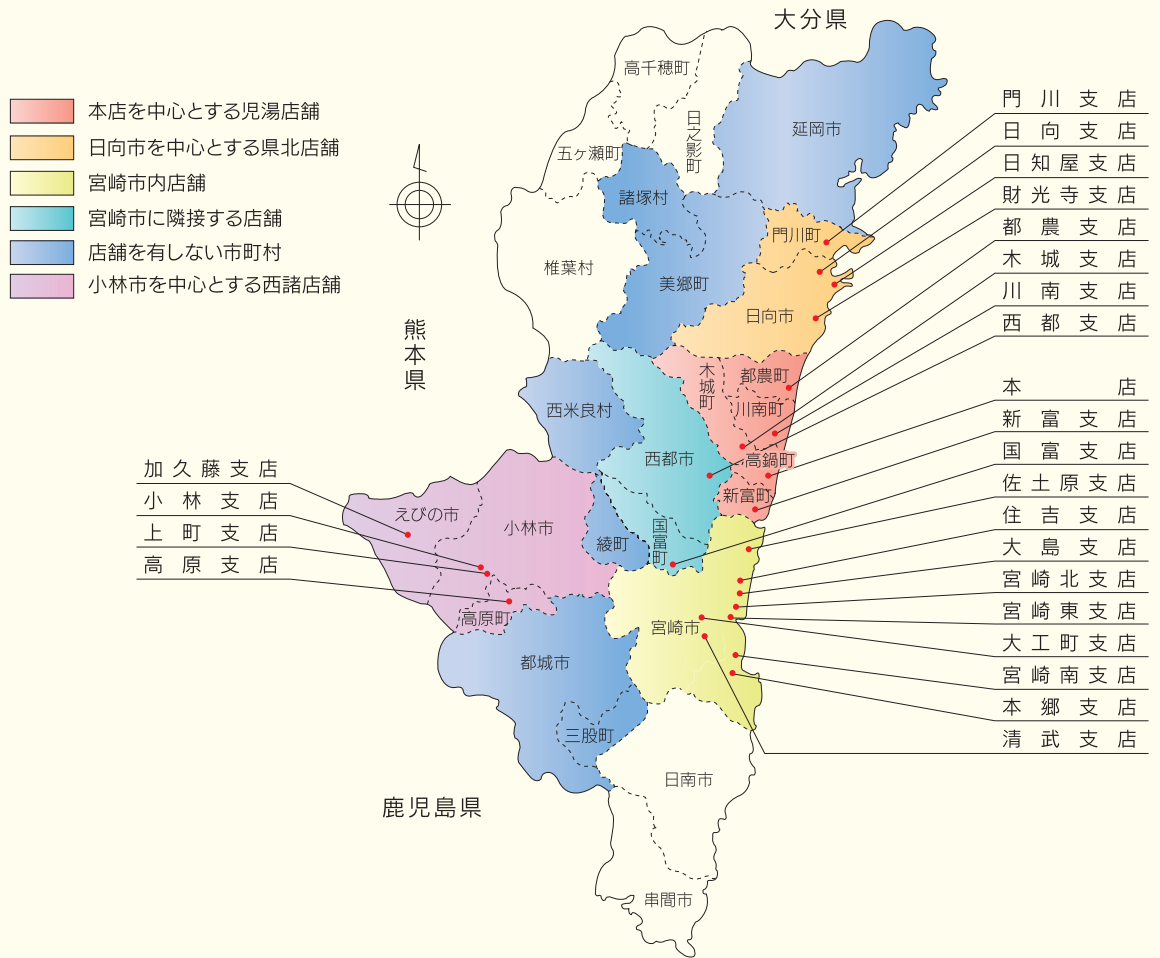 大分県
本店を中心とする児湯店舗
日向市を中心とする県北店舗
宮崎市内店舗
宮崎市に隣接する店舗
店舗を有しない市町村
小林市を中心とする西諸店舗
熊本県
鹿児島県
高千穂町
日之影町
延岡市
五ヶ瀬町
諸塚村
門川町
椎葉村
美郷町
日向市
木城町
都農町
川南町
西米良村
西都市
高鍋町
新富町
えびの市
小林市
綾町
国富町
高原町
宮崎市
都城市
三股町
日南市
串間市
門川支店
日向支店
日知屋支店
財光寺支店
都農支店
木城支店
川南支店
西都支店
本店
新富支店
国富支店
佐土原支店
住吉支店
大島支店
宮崎北支店
宮崎東支店
大工町支店
宮崎南支店
本郷支店
清武支店
加久藤支店
小林支店
上町支店
高原支店